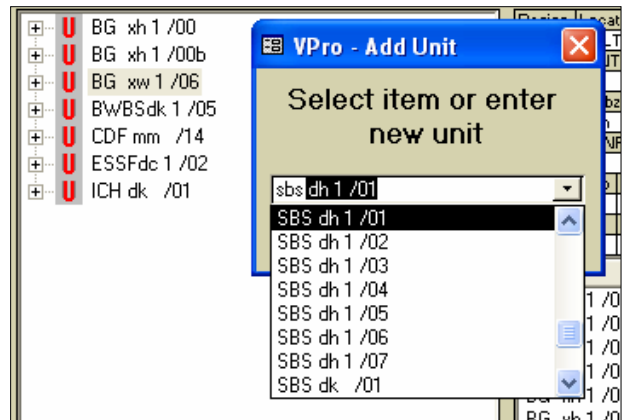 U BG xh 1 /00
U BG xh 1 /00b
U BG xw 1 /06
U BWBSdk 1 /05
U CDF mm /14
U ESSFdc 1 /02
U ICH dk /01
VPro - Add Unit
Select item or enter
new unit
sbs dh 1 /01
SBS dh 1 /01
SBS dh 1 /02
SBS dh 1 /03
SBS dh 1 /04
SBS dh 1 /05
SBS dh 1 /06
SBS dh 1 /07
SBS dk /01